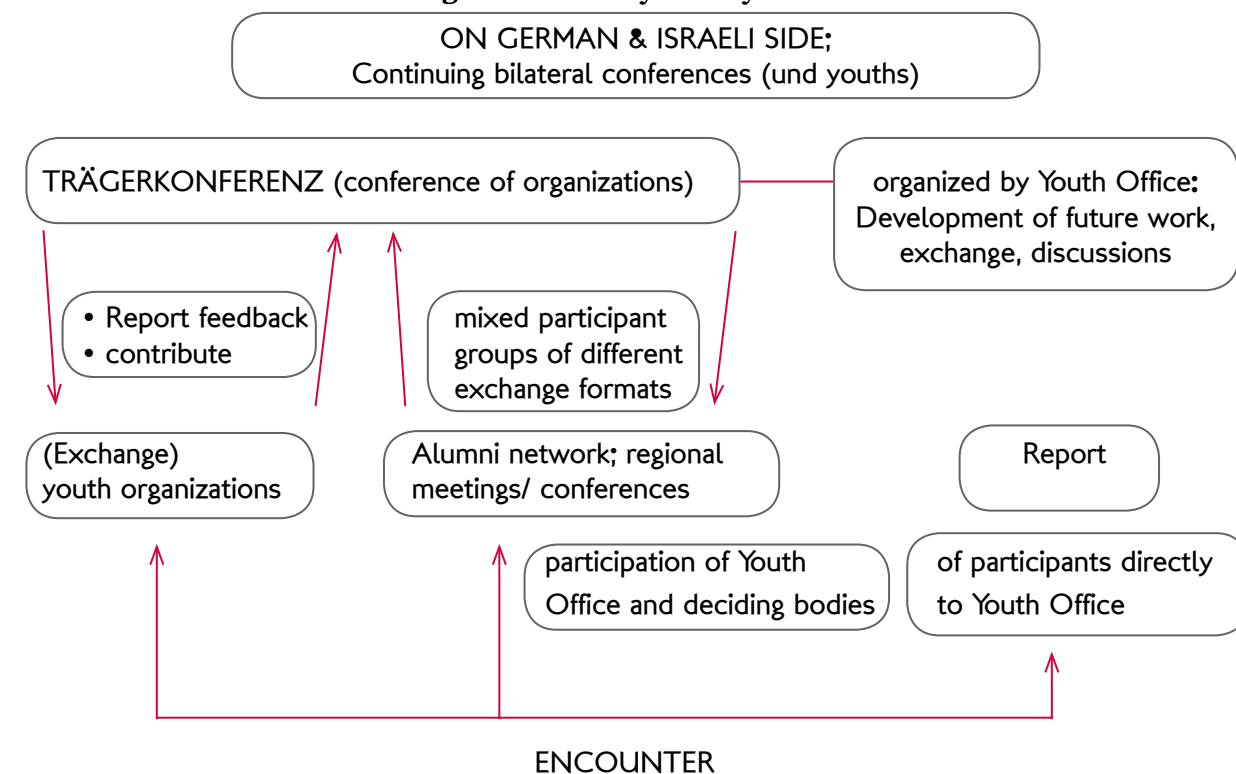 ON GERMAN & ISRAELI SIDE;
Continuing bilateral conferences (und youths)
TRÄGERKONFERENZ (conference of organizations)
organized by Youth Office:
Development of future work,
exchange, discussions
• Report feedback
• contribute
mixed participant
groups of different
exchange formats
(Exchange)
youth organizations
Alumni network; regional
meetings/ conferences
Report
participation of Youth
Office and deciding bodies
of participants directly
to Youth Office
ENCOUNTER